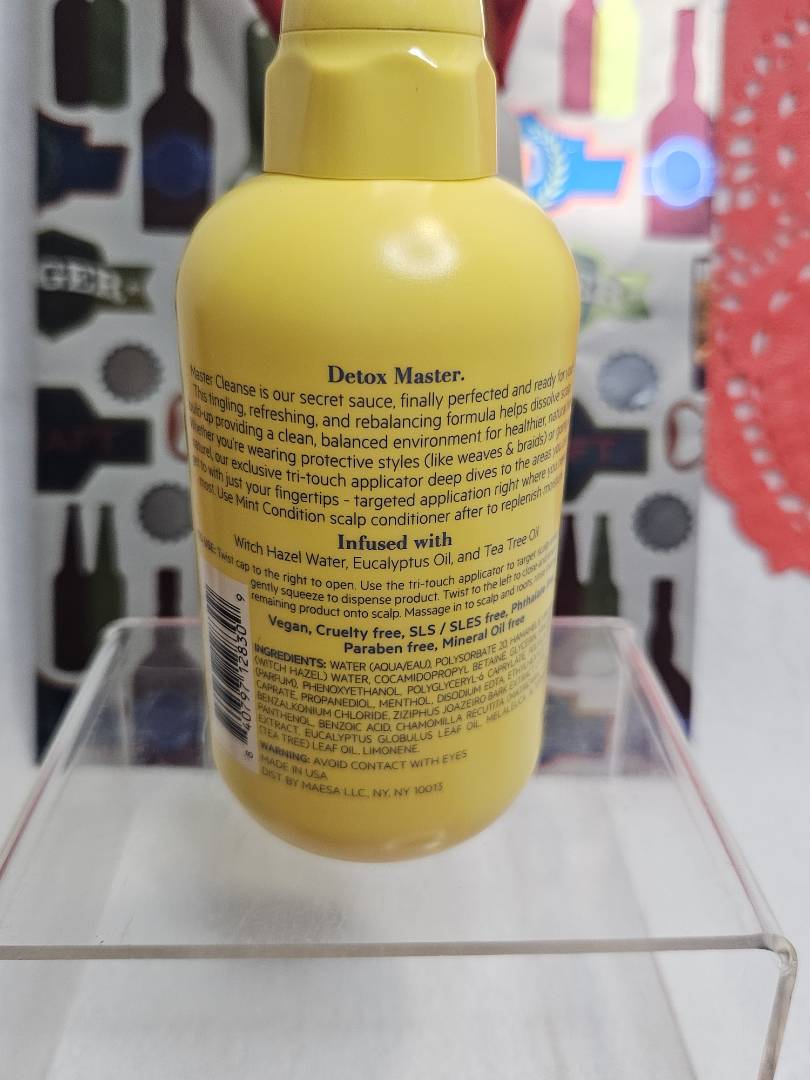 Detox Master.
Master Cleanse is our secret sauce, finally perfected and ready for
This tingling, refreshing, and rebalancing formula helps dissolve
build-up providing a clean, balanced environment for healthier,
Whether you're wearing protective styles (like weaves & braids) or
natural, our exclusive tri-touch applicator deep dives to the areas
get to with just your fingertips - targeted application right where
most. Use Mint Condition scalp conditioner after to replenish
Infused with
Witch Hazel Water, Eucalyptus Oil, and Tea Tree Oil
USE: Twist cap to the right to open. Use the tri-touch applicator to target
gently squeeze to dispense product. Twist to the left to close
remaining product onto scalp. Massage in to scalp and roots,
Vegan, Cruelty free, SLS / SLES free,
Paraben free, Mineral Oil free
INGREDIENTS: WATER (AQUA/EAU), POLYSORBATE 20,
(WITCH HAZEL) WATER, COCAMIDOPROPYL BETAINE,
(PARFUM), PHENOXYETHANOL, POLYGLYCERYL-6
CAPRATE, PROPANEDIOL, MENTHOL, DISODIUM EDTA,
BENZALKONIUM CHLORIDE, ZIZIPHUS JOAZEIRO BARK
PANTHENOL, BENZOIC ACID, CHAMOMILLA RECUTITA
EXTRACT, EUCALYPTUS GLOBULUS LEAF OIL,
(TEA TREE) LEAF OIL, LIMONENE.
WARNING: AVOID CONTACT WITH EYES
MADE IN USA
DIST BY MAESA LLC, NY, NY 10013